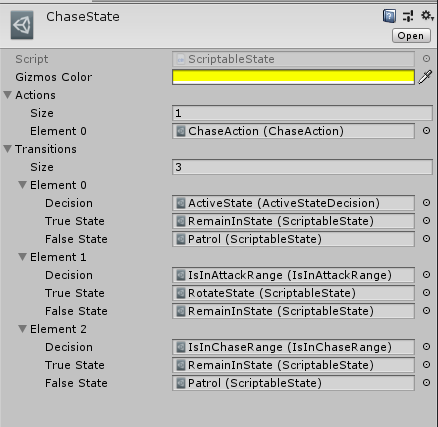 ChaseState
Open
Script ScriptableState
Gizmos Color
Actions
Size 1
Element 0 ChaseAction (ChaseAction)
Transitions
Size 3
Element 0
Decision ActiveState (ActiveStateDecision)
True State RemainInState (ScriptableState)
False State Patrol (ScriptableState)
Element 1
Decision IsInAttackRange (IsInAttackRange)
True State RotateState (ScriptableState)
False State RemainInState (ScriptableState)
Element 2
Decision IsInChaseRange (IsInChaseRange)
True State RemainInState (ScriptableState)
False State Patrol (ScriptableState)